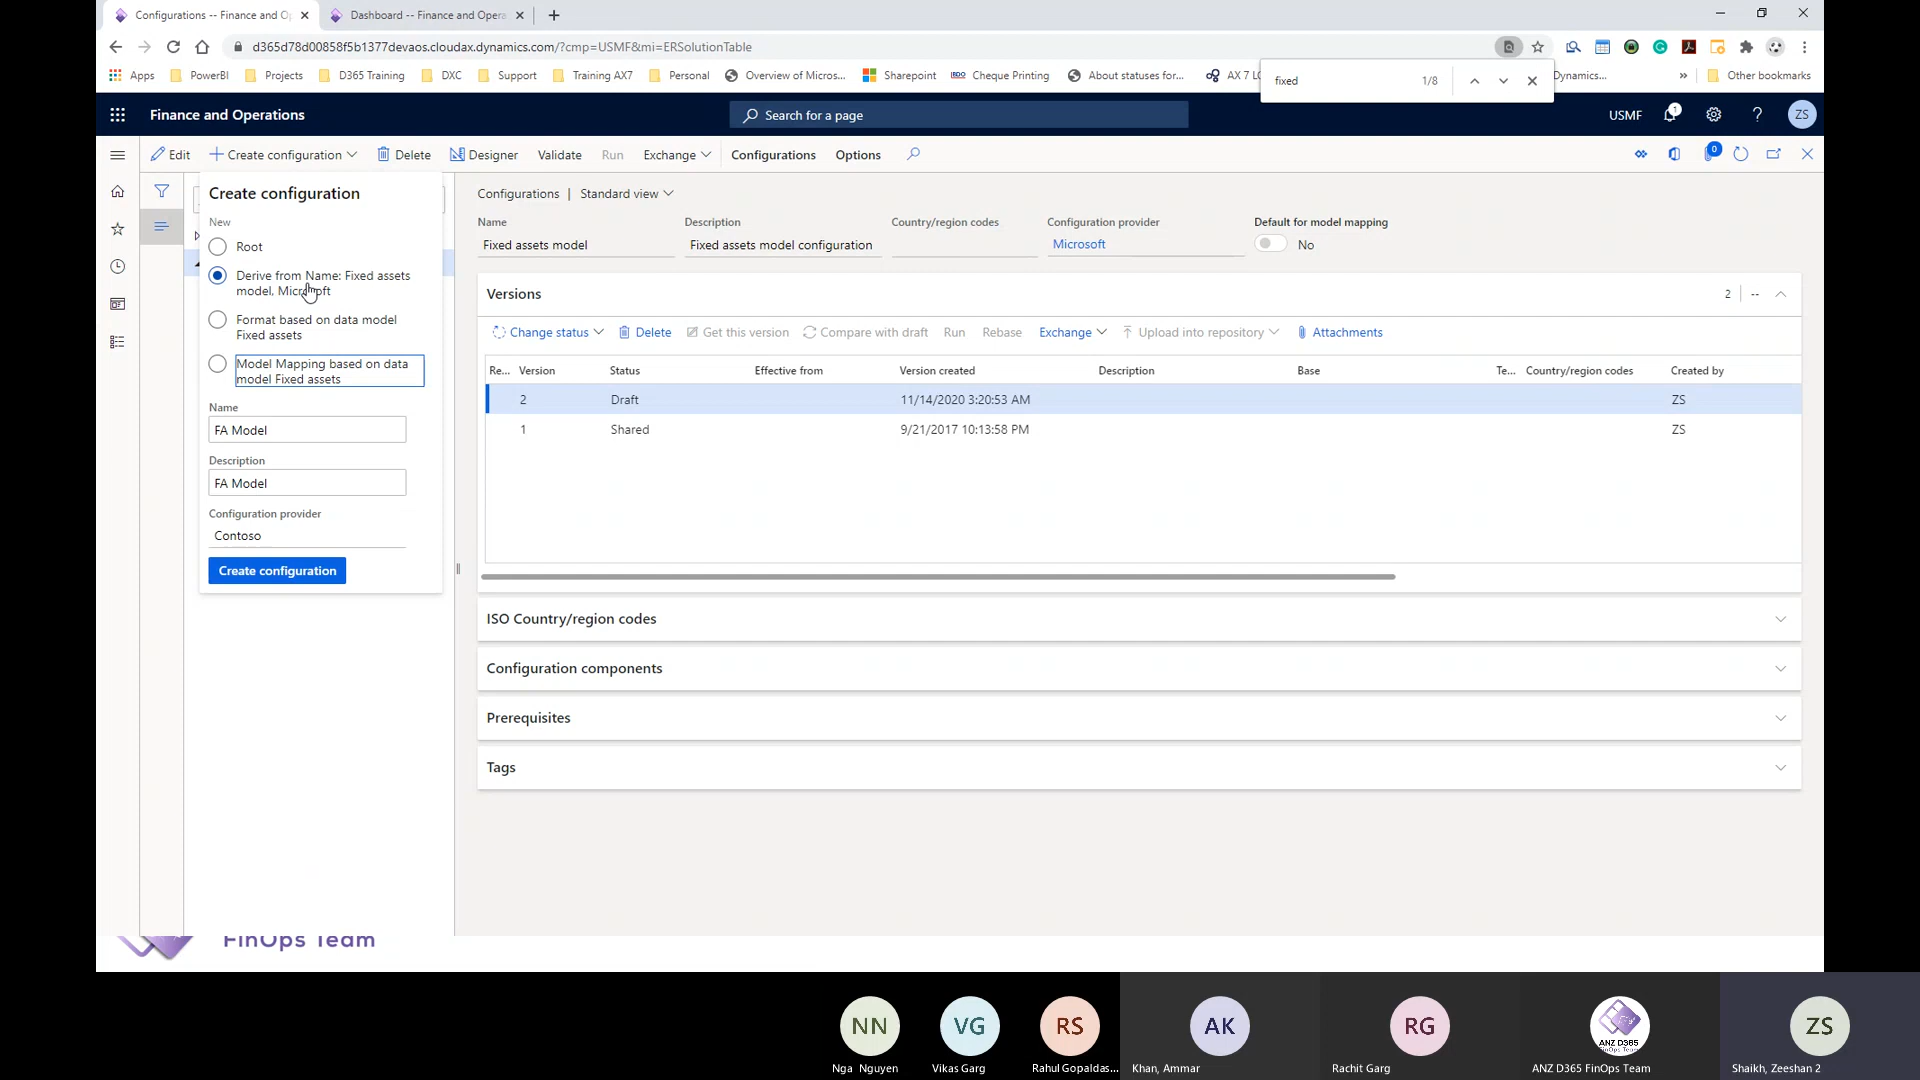 Configurations -- Finance and O
Dashboard -- Finance and Opera
d365d78d00858f5b1377devaos.cloudax.dynamics.com/?cmp=USMF&mi=ERSolutionTable
Apps
PowerBI
Projects
D365 Training
DXC
Support
Training AX7
Personal
Overview of Micros...
Sharepoint
BDO
Cheque Printing
About statuses for...
AX 7 LC
Dynamics...
»
Other bookmarks
fixed
1/8
Finance and Operations
Search for a page
USMF
1
?
ZS
Edit
Create configuration
Delete
Designer
Validate
Run
Exchange
Configurations
Options
0
Create configuration
New
Root
Derive from Name: Fixed assets
model, Microsoft
Format based on data model
Fixed assets
Model Mapping based on data
model Fixed assets
Name
FA Model
Description
FA Model
Configuration provider
Contoso
Create configuration
Configurations | Standard view
Name
Description
Country/region codes
Configuration provider
Default for model mapping
Fixed assets model
Fixed assets model configuration
Microsoft
No
Versions
2
--
Change status
Delete
Get this version
Compare with draft
Run
Rebase
Exchange
Upload into repository
Attachments
Re... Version Status Effective from Version created Description Base Te... Country/region codes Created by
2 Draft 11/14/2020 3:20:53 AM ZS
1 Shared 9/21/2017 10:13:58 PM ZS
ISO Country/region codes
Configuration components
Prerequisites
Tags
FinOps Team
NN
VG
RS
AK
RG
ANZ D365
FinOps Team
ZS
Nga Nguyen
Vikas Garg
Rahul Gopaldas...
Khan, Ammar
Rachit Garg
ANZ D365 FinOps Team
Shaikh, Zeeshan 2